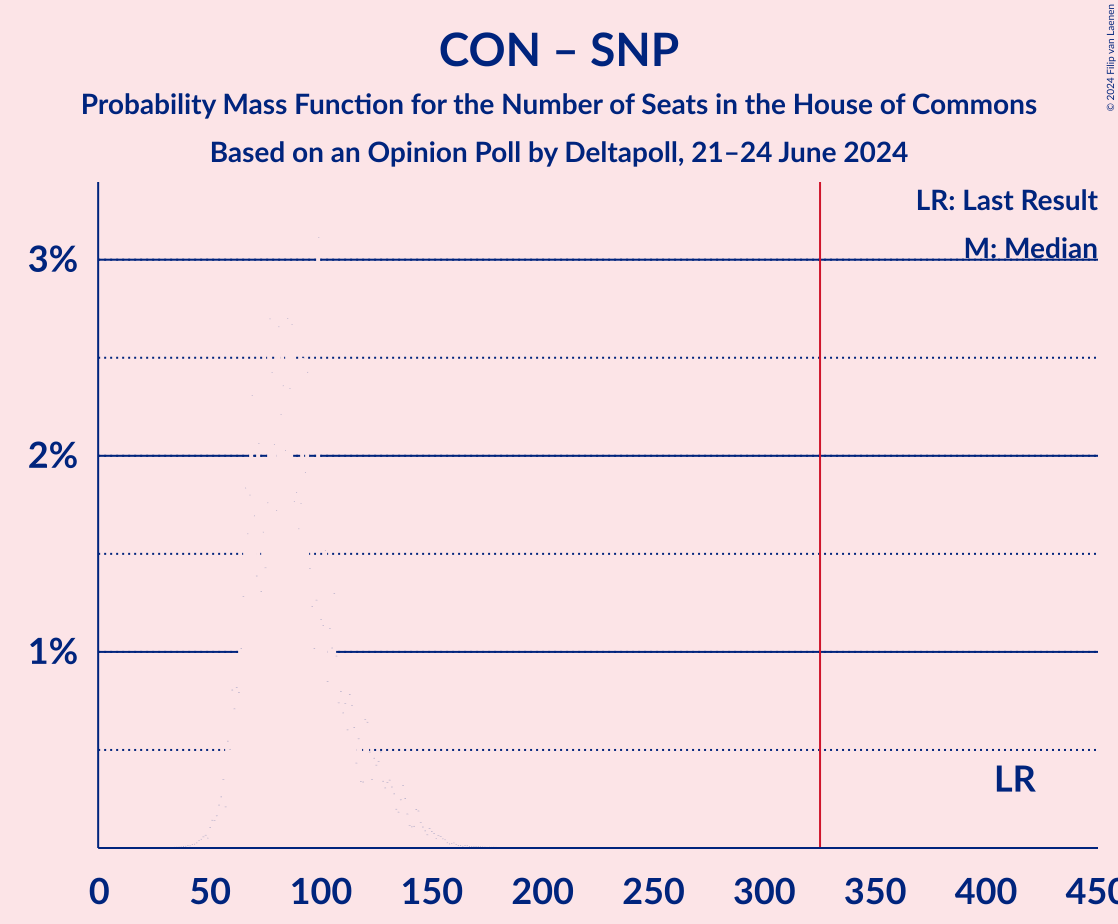 CON – SNP
Probability Mass Function for the Number of Seats in the House of Commons
Based on an Opinion Poll by Deltapoll, 21–24 June 2024
© 2024 Filip van Laenen
LR: Last Result
M: Median
3%
2%
1%
LR
0 50 100 150 200 250 300 350 400 450